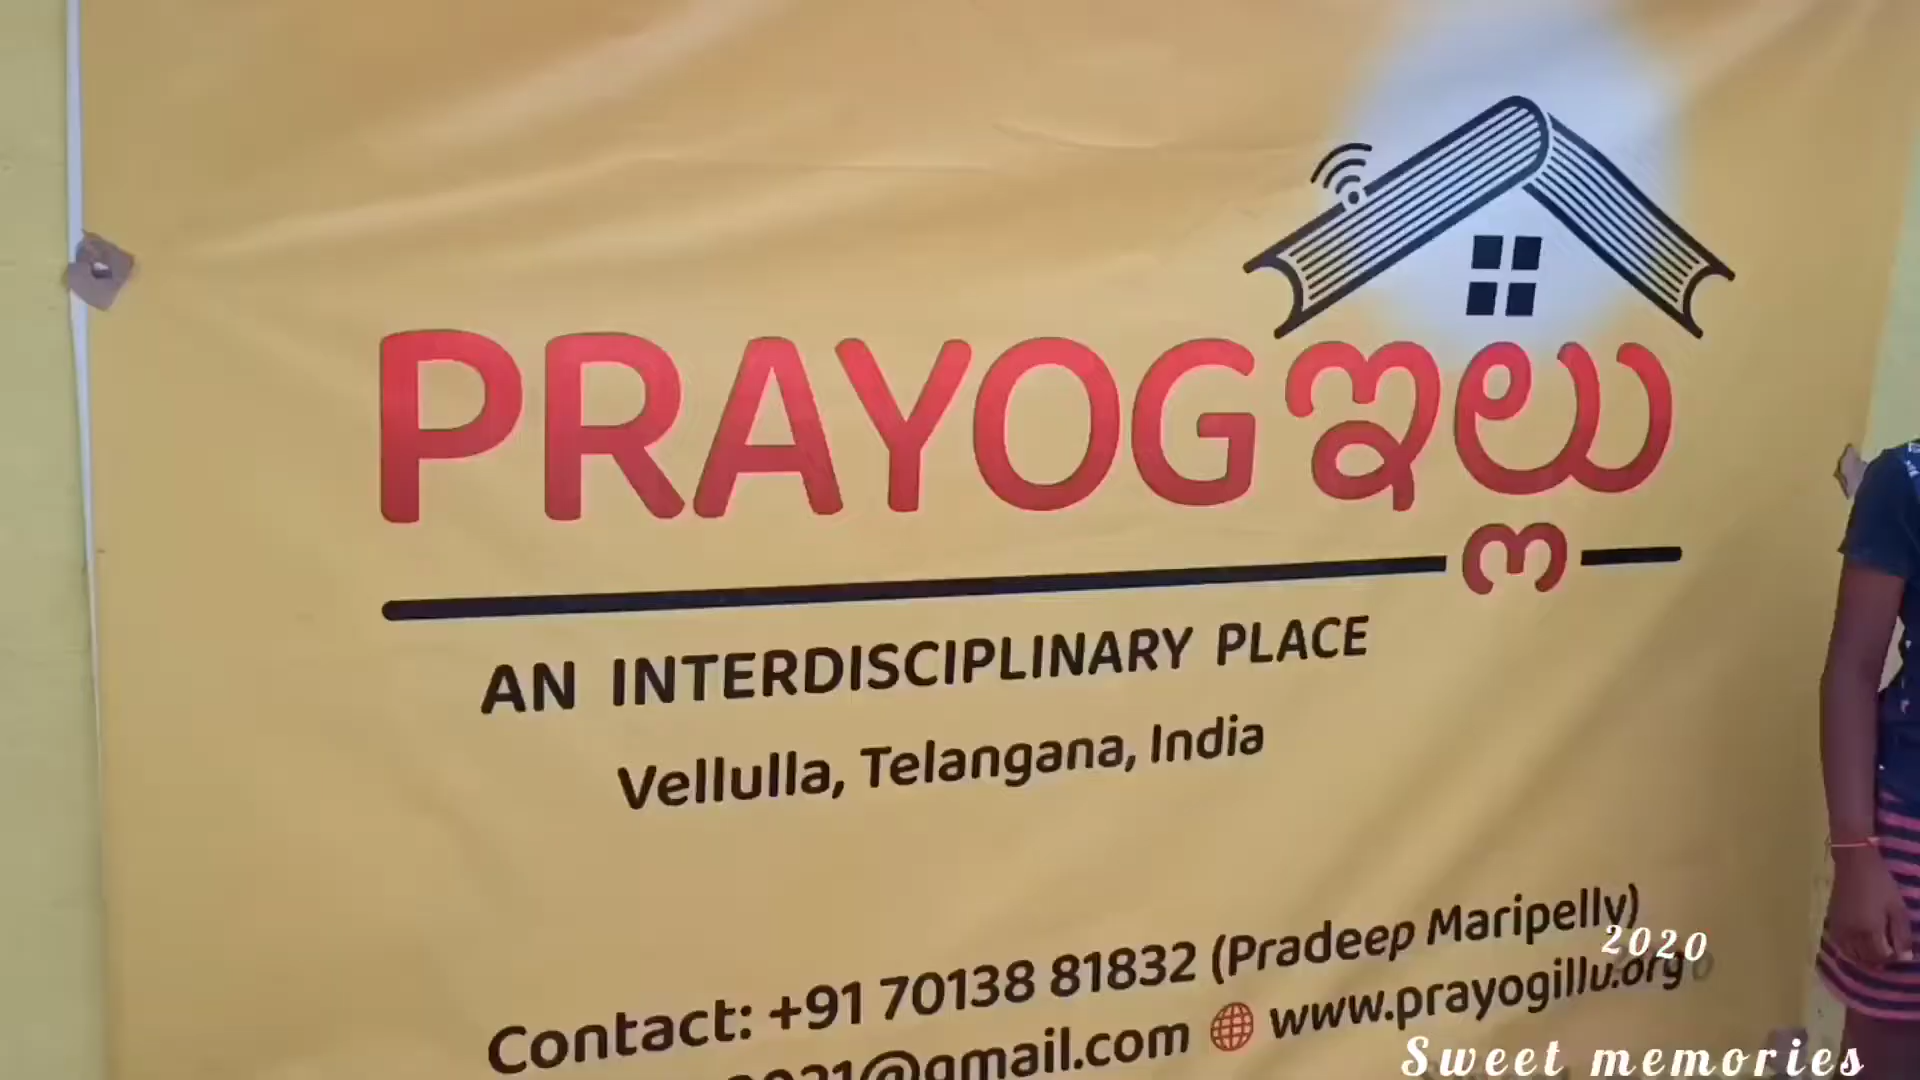 PRAYOGఇల్లు
AN INTERDISCIPLINARY PLACE
Vellulla, Telangana, India
Contact: +91 70138 81832 (Pradeep Maripelly)
@gmail.com www.prayogillu.org
2020
Sweet memories